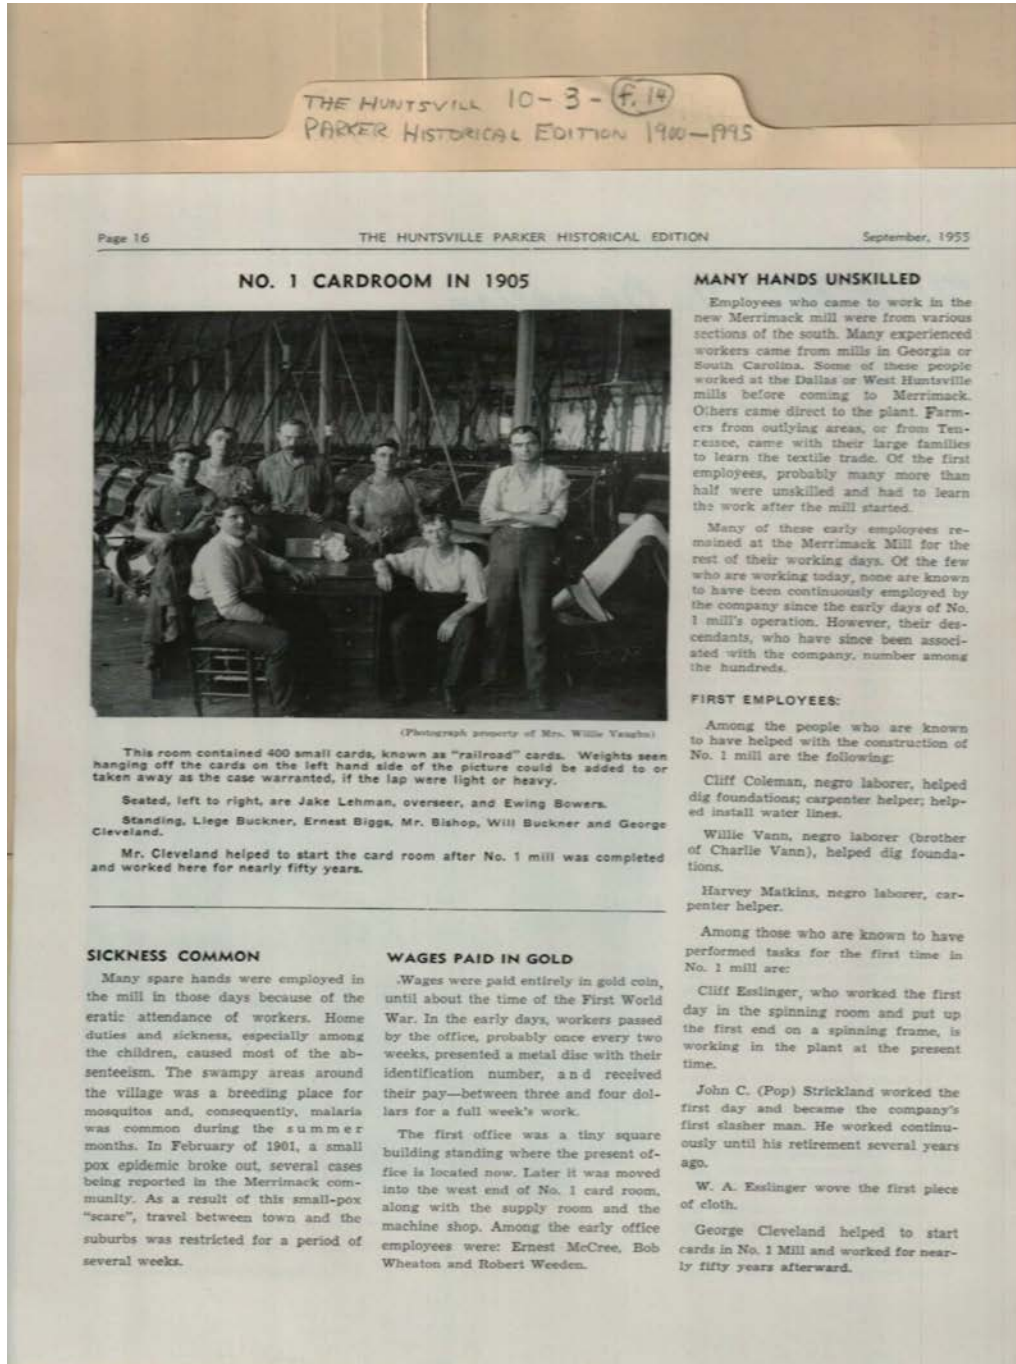 THE HUNTSVILL 10-3-f.14
PARKER HISTORICAL EDITION 1900-1995
Page 16
THE HUNTSVILLE PARKER HISTORICAL EDITION
September, 1955
NO. 1 CARDROOM IN 1905
(Photograph property of Mrs. Willie Vaughn)
This room contained 400 small cards, known as "railroad" cards. Weights seen
hanging off the cards on the left hand side of the picture could be added to or
taken away as the case warranted, if the lap were light or heavy.
Seated, left to right, are Jake Lehman, overseer, and Ewing Bowers.
Standing, Liege Buckner, Ernest Biggs, Mr. Bishop, Will Buckner and George
Cleveland.
Mr. Cleveland helped to start the card room after No. 1 mill was completed
and worked here for nearly fifty years.
SICKNESS COMMON
Many spare hands were employed in
the mill in those days because of the
eratic attendance of workers. Home
duties and sickness, especially among
the children, caused most of the ab-
senteeism. The swampy areas around
the village was a breeding place for
mosquitos and, consequently, malaria
was common during the summer
months. In February of 1901, a small
pox epidemic broke out, several cases
being reported in the Merrimack com-
munity. As a result of this small-pox
"scare", travel between town and the
suburbs was restricted for a period of
several weeks.
WAGES PAID IN GOLD
.Wages were paid entirely in gold coin,
until about the time of the First World
War. In the early days, workers passed
by the office, probably once every two
weeks, presented a metal disc with their
identification number, and received
their pay—between three and four dol-
lars for a full week's work.
The first office was a tiny square
building standing where the present of-
fice is located now. Later it was moved
into the west end of No. 1 card room,
along with the supply room and the
machine shop. Among the early office
employees were: Ernest McCree, Bob
Wheaton and Robert Weeden.
MANY HANDS UNSKILLED
Employees who came to work in the
new Merrimack mill were from various
sections of the south. Many experienced
workers came from mills in Georgia or
South Carolina. Some of these people
worked at the Dallas or West Huntsville
mills before coming to Merrimack.
Others came direct to the plant. Farm-
ers from outlying areas, or from Ten-
nessee, came with their large families
to learn the textile trade. Of the first
employees, probably many more than
half were unskilled and had to learn
the work after the mill started.
Many of these early employees re-
mained at the Merrimack Mill for the
rest of their working days. Of the few
who are working today, none are known
to have been continuously employed by
the company since the early days of No.
1 mill's operation. However, their des-
cendants, who have since been associ-
ated with the company, number among
the hundreds.
FIRST EMPLOYEES:
Among the people who are known
to have helped with the construction of
No. 1 mill are the following:
Cliff Coleman, negro laborer, helped
dig foundations; carpenter helper; help-
ed install water lines.
Willie Vann, negro laborer (brother
of Charlie Vann), helped dig founda-
tions.
Harvey Matkins, negro laborer, car-
penter helper.
Among those who are known to have
performed tasks for the first time in
No. 1 mill are:
Cliff Esslinger, who worked the first
day in the spinning room and put up
the first end on a spinning frame, is
working in the plant at the present
time.
John C. (Pop) Strickland worked the
first day and became the company's
first slasher man. He worked continu-
ously until his retirement several years
ago.
W. A. Esslinger wove the first piece
of cloth.
George Cleveland helped to start
cards in No. 1 Mill and worked for near-
ly fifty years afterward.